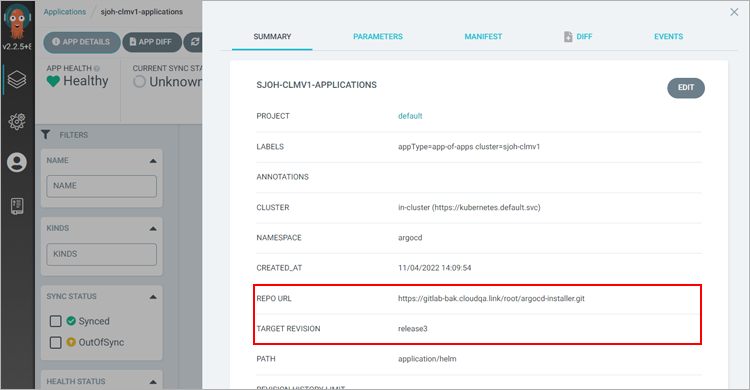 Applications / sjoh-clmv1-applications
v2.2.5+8
APP DETAILS
APP DIFF
APP HEALTH
Healthy
CURRENT SYNC STA
Unknown
FILTERS
NAME
NAME
KINDS
KINDS
SYNC STATUS
Synced
OutOfSync
HEALTH STATUS
SUMMARY
PARAMETERS
MANIFEST
DIFF
EVENTS
SJOH-CLMV1-APPLICATIONS
EDIT
PROJECT default
LABELS appType=app-of-apps cluster=sjoh-clmv1
ANNOTATIONS
CLUSTER in-cluster (https://kubernetes.default.svc)
NAMESPACE argocd
CREATED_AT 11/04/2022 14:09:54
REPO URL https://gitlab-bak.cloudqa.link/root/argocd-installer.git
TARGET REVISION release3
PATH application/helm
REVISION HISTORY LIMIT